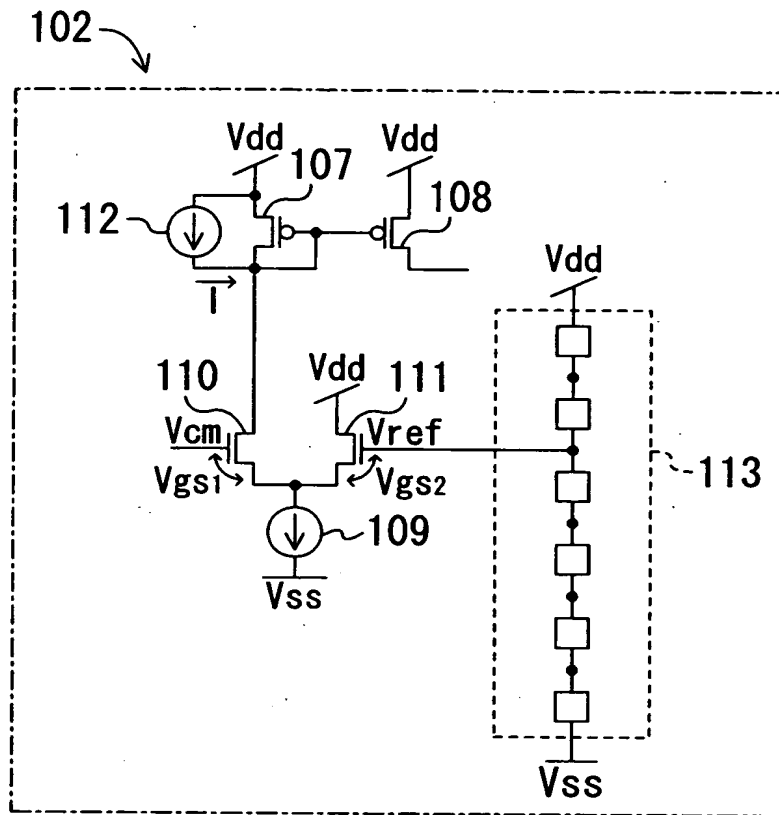 102
Vdd
Vdd
107
108
112
I
Vdd
110
Vdd
111
Vcm
Vref
113
Vgs1
Vgs2
109
Vss
Vss